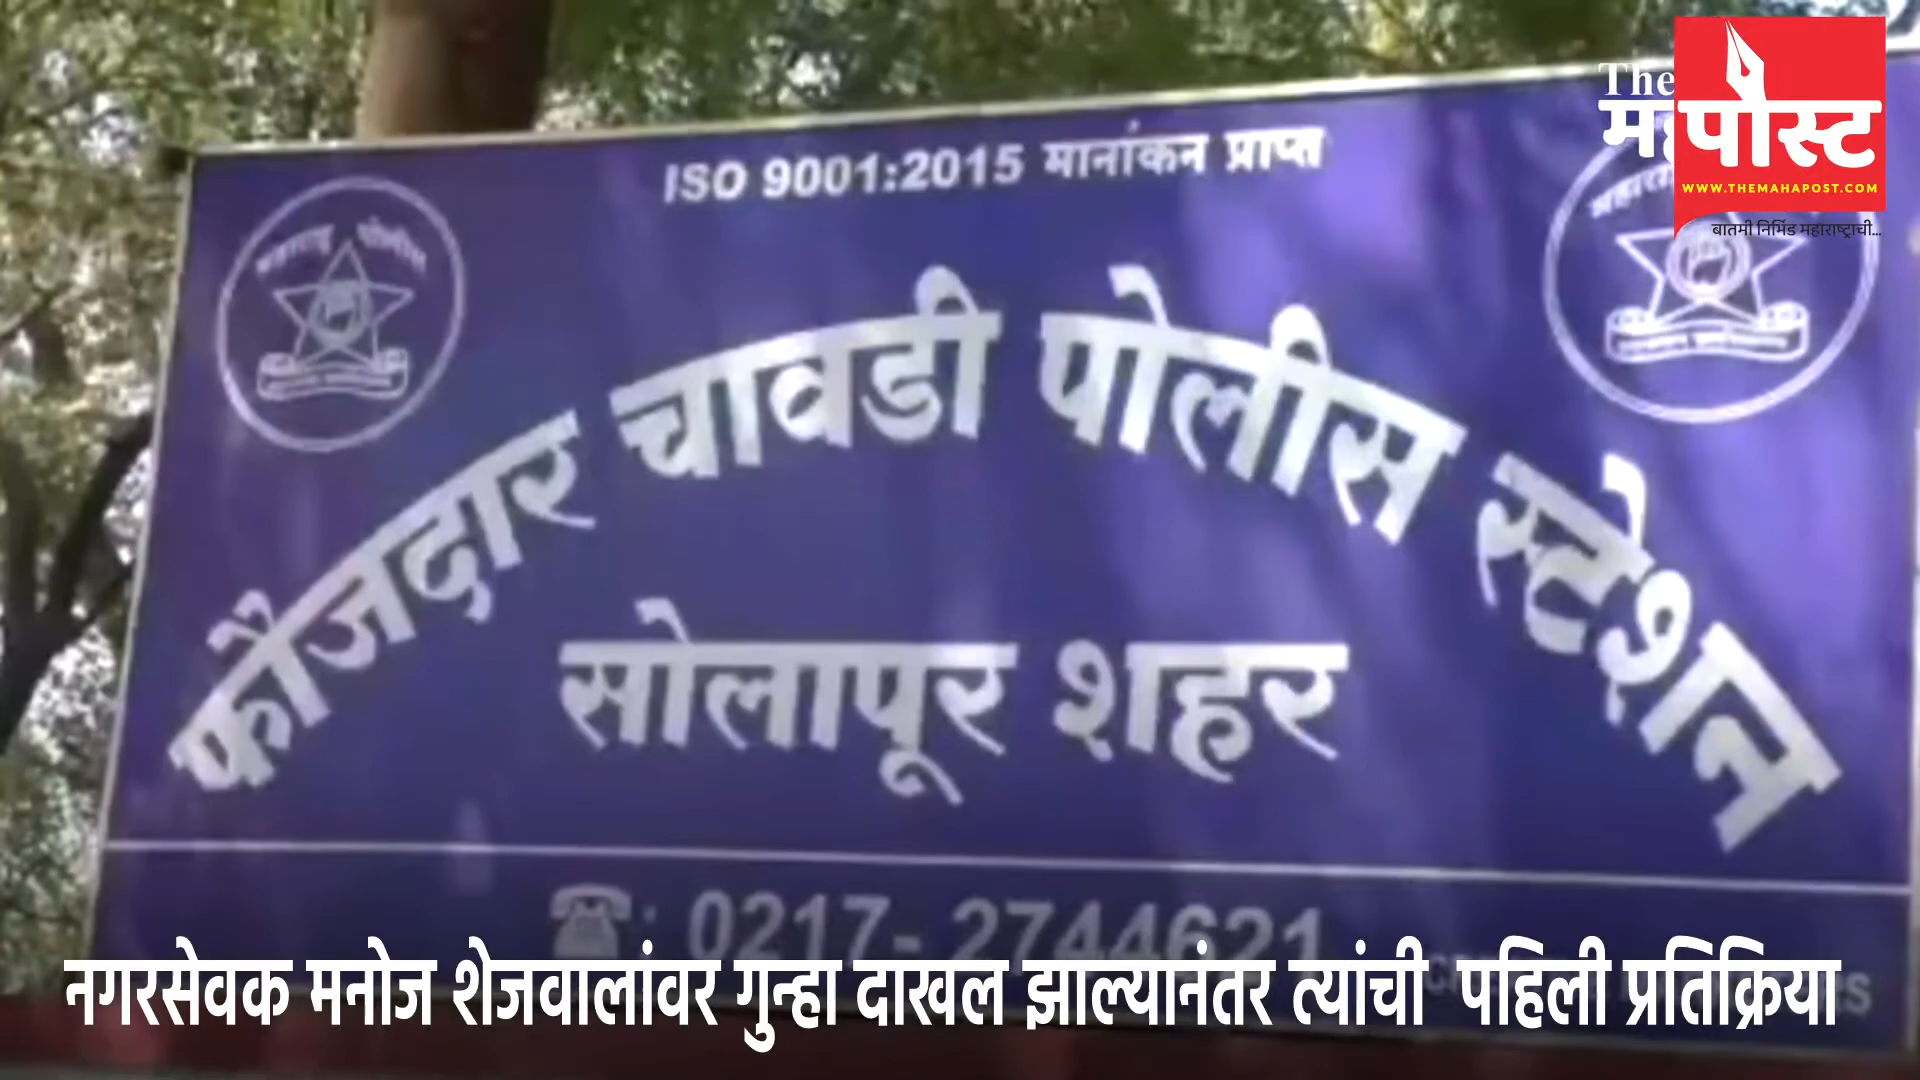 The
महापोस्ट
WWW.THEMAHAPOST.COM
बातमी निर्भिड महाराष्ट्राची...
ISO 9001:2015 मानांकन प्राप्त
महाराष्ट्र पोलीस
फौजदार चावडी पोलीस स्टेशन
सोलापूर शहर
☎: 0217- 2744621
नगरसेवक मनोज शेजवालांवर गुन्हा दाखल झाल्यानंतर त्यांची पहिली प्रतिक्रिया